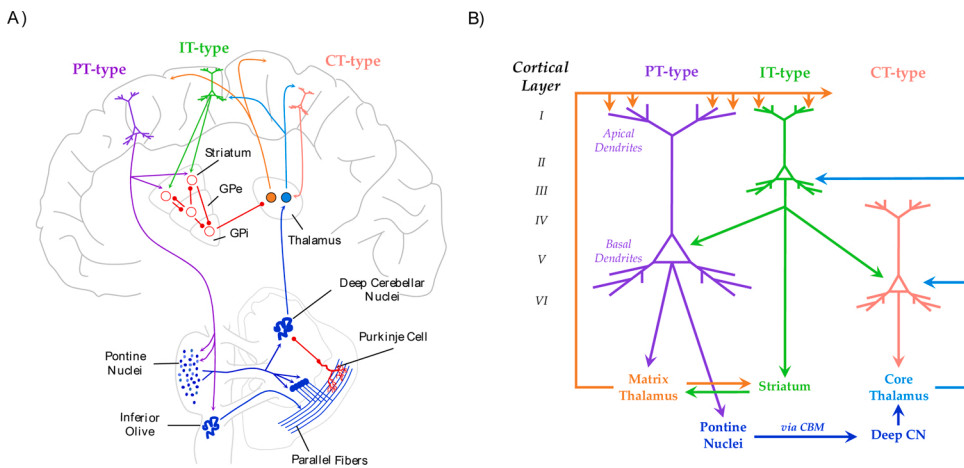 A)
PT-type
IT-type
CT-type
Striatum
GPe
GPi
Thalamus
Deep Cerebellar
Nuclei
Purkinje Cell
Pontine
Nuclei
Inferior
Olive
Parallel Fibers
B)
Cortical
Layer
PT-type
IT-type
CT-type
I
II
III
IV
V
VI
Apical
Dendrites
Basal
Dendrites
Matrix
Thalamus
Striatum
Core
Thalamus
Pontine
Nuclei
via CBM
Deep CN